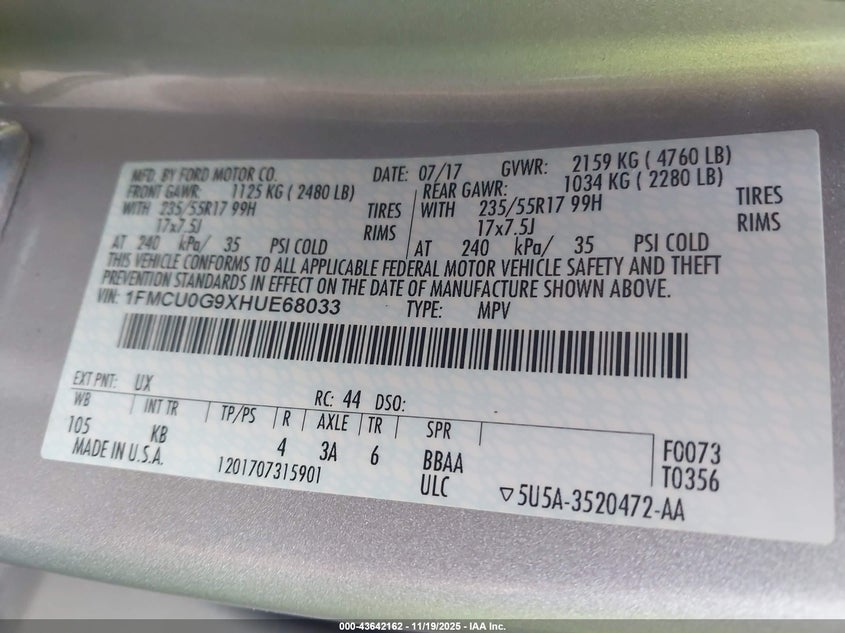 MFD. BY FORD MOTOR CO. DATE: 07/17 GVWR: 2159 KG ( 4760 LB)
FRONT GAWR: 1125 KG ( 2480 LB) REAR GAWR: 1034 KG ( 2280 LB)
WITH 235/55R17 99H TIRES WITH 235/55R17 99H TIRES
17x7.5J RIMS 17x7.5J RIMS
AT 240 kPa/ 35 PSI COLD AT 240 kPa/ 35 PSI COLD
THIS VEHICLE CONFORMS TO ALL APPLICABLE FEDERAL MOTOR VEHICLE SAFETY AND THEFT
PREVENTION STANDARDS IN EFFECT ON THE DATE OF MANUFACTURE SHOWN ABOVE.
VIN: 1FMCU0G9XHUE68033 TYPE: MPV
EXT PNT: UX RC: 44 DSO:
WB INT TR TP/PS R AXLE TR SPR
105 KB 4 3A 6 BBAA F0073
MADE IN U.S.A. 1201707315901 ULC T0356
▽5U5A-3520472-AA
000-43642162 - 11/19/2025 - IAA Inc.